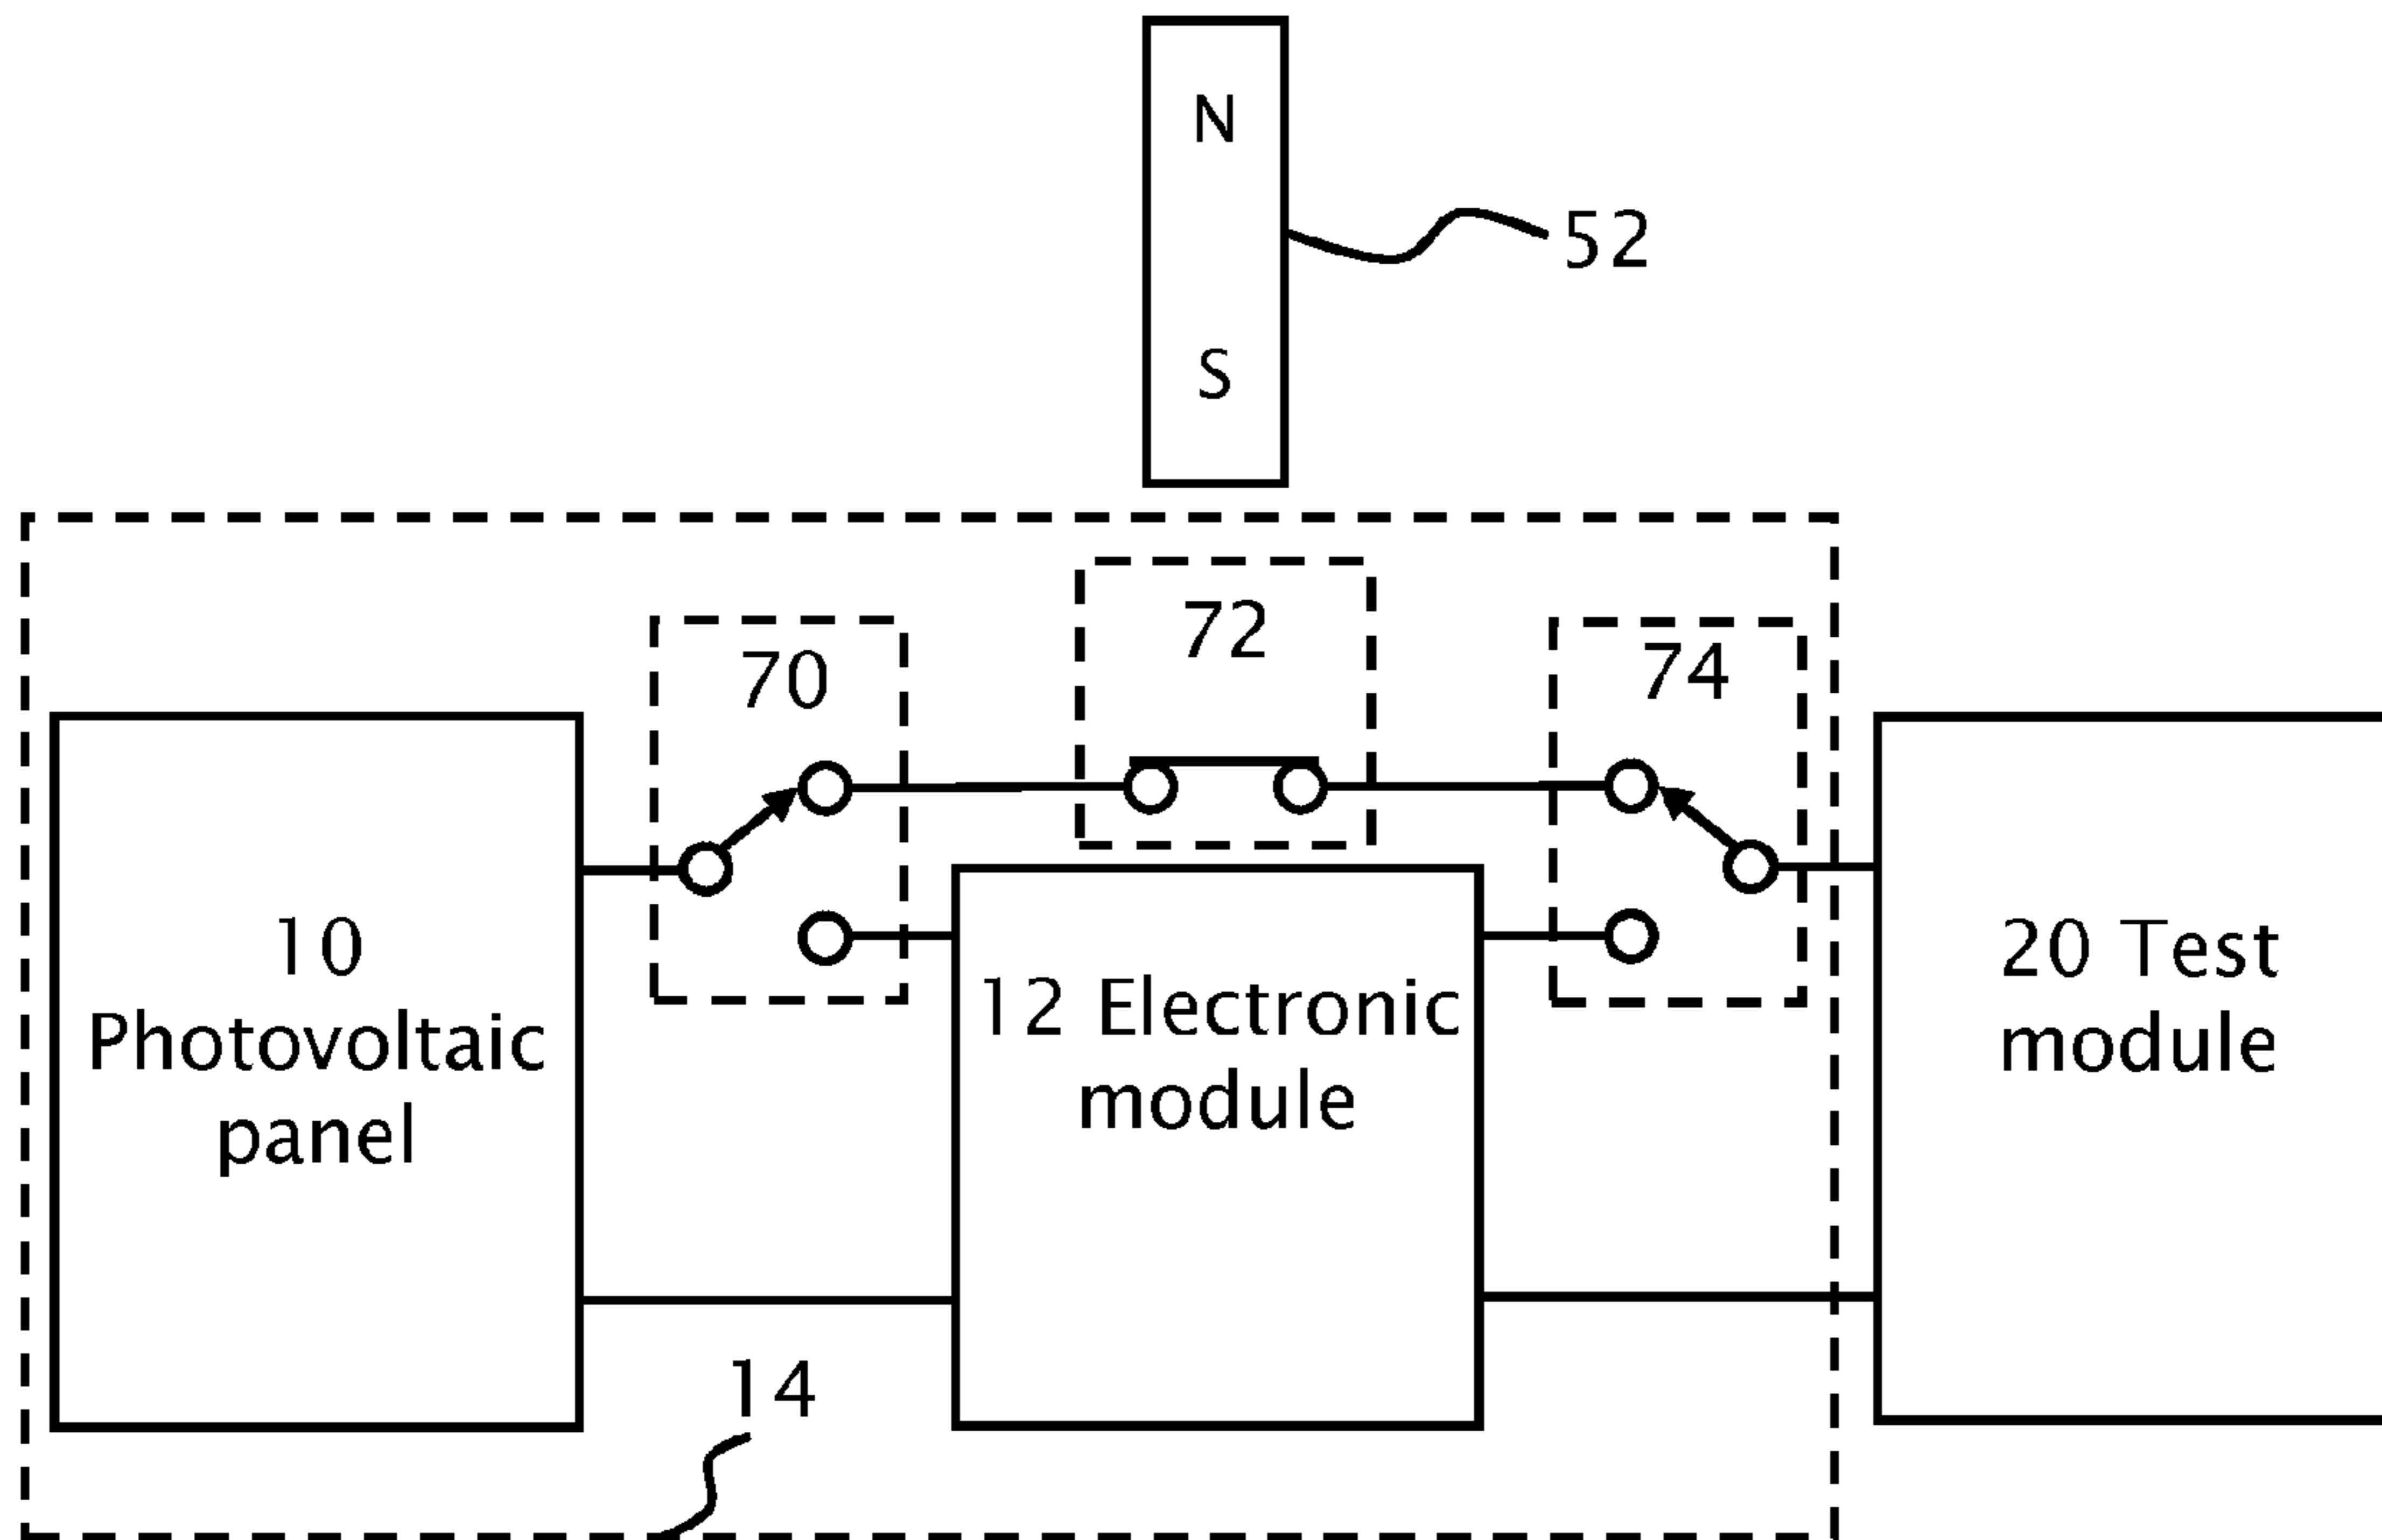 N
S
52
72
70
74
10
Photovoltaic
panel
12 Electronic
module
20 Test
module
14